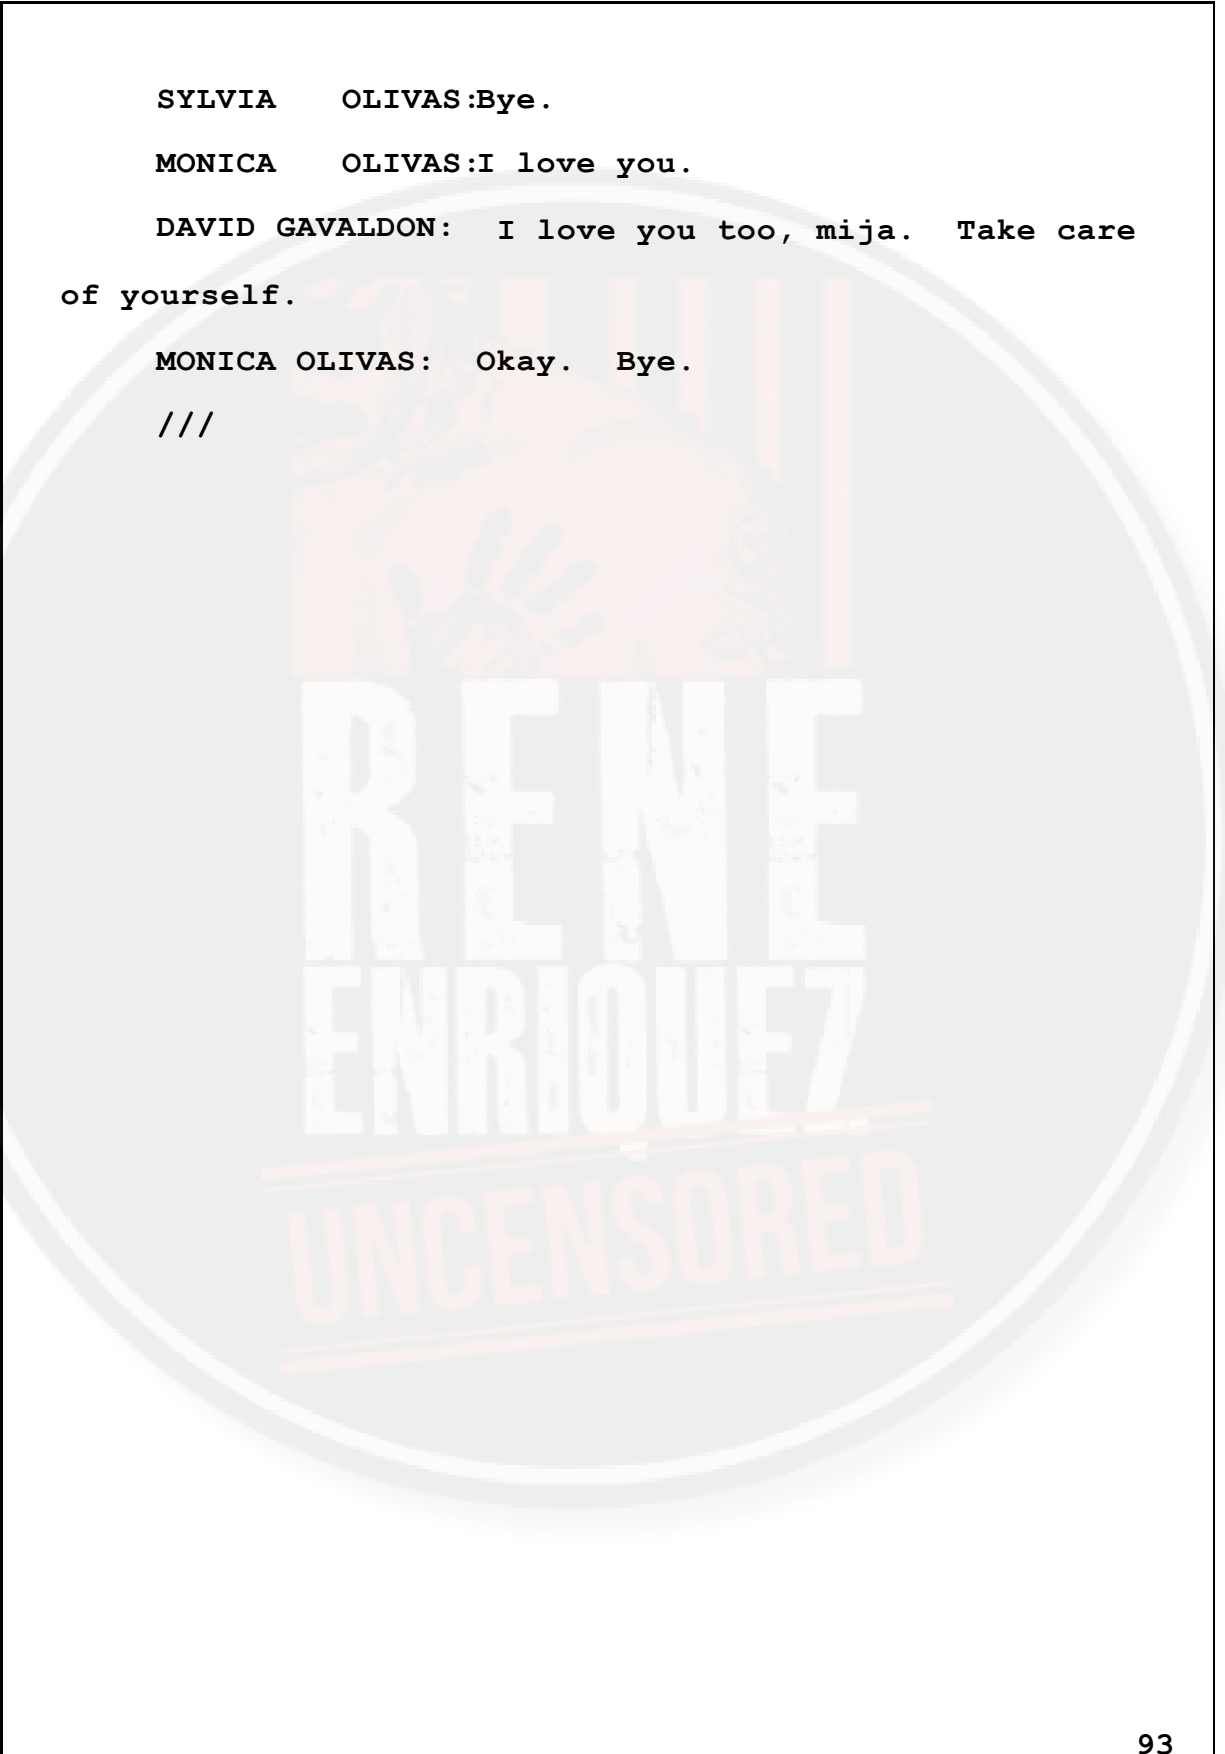 SYLVIA OLIVAS:Bye.
MONICA OLIVAS:I love you.
DAVID GAVALDON: I love you too, mija. Take care
of yourself.
MONICA OLIVAS: Okay. Bye.
///
RENE
ENRIQUEZ
UNCENSORED
93